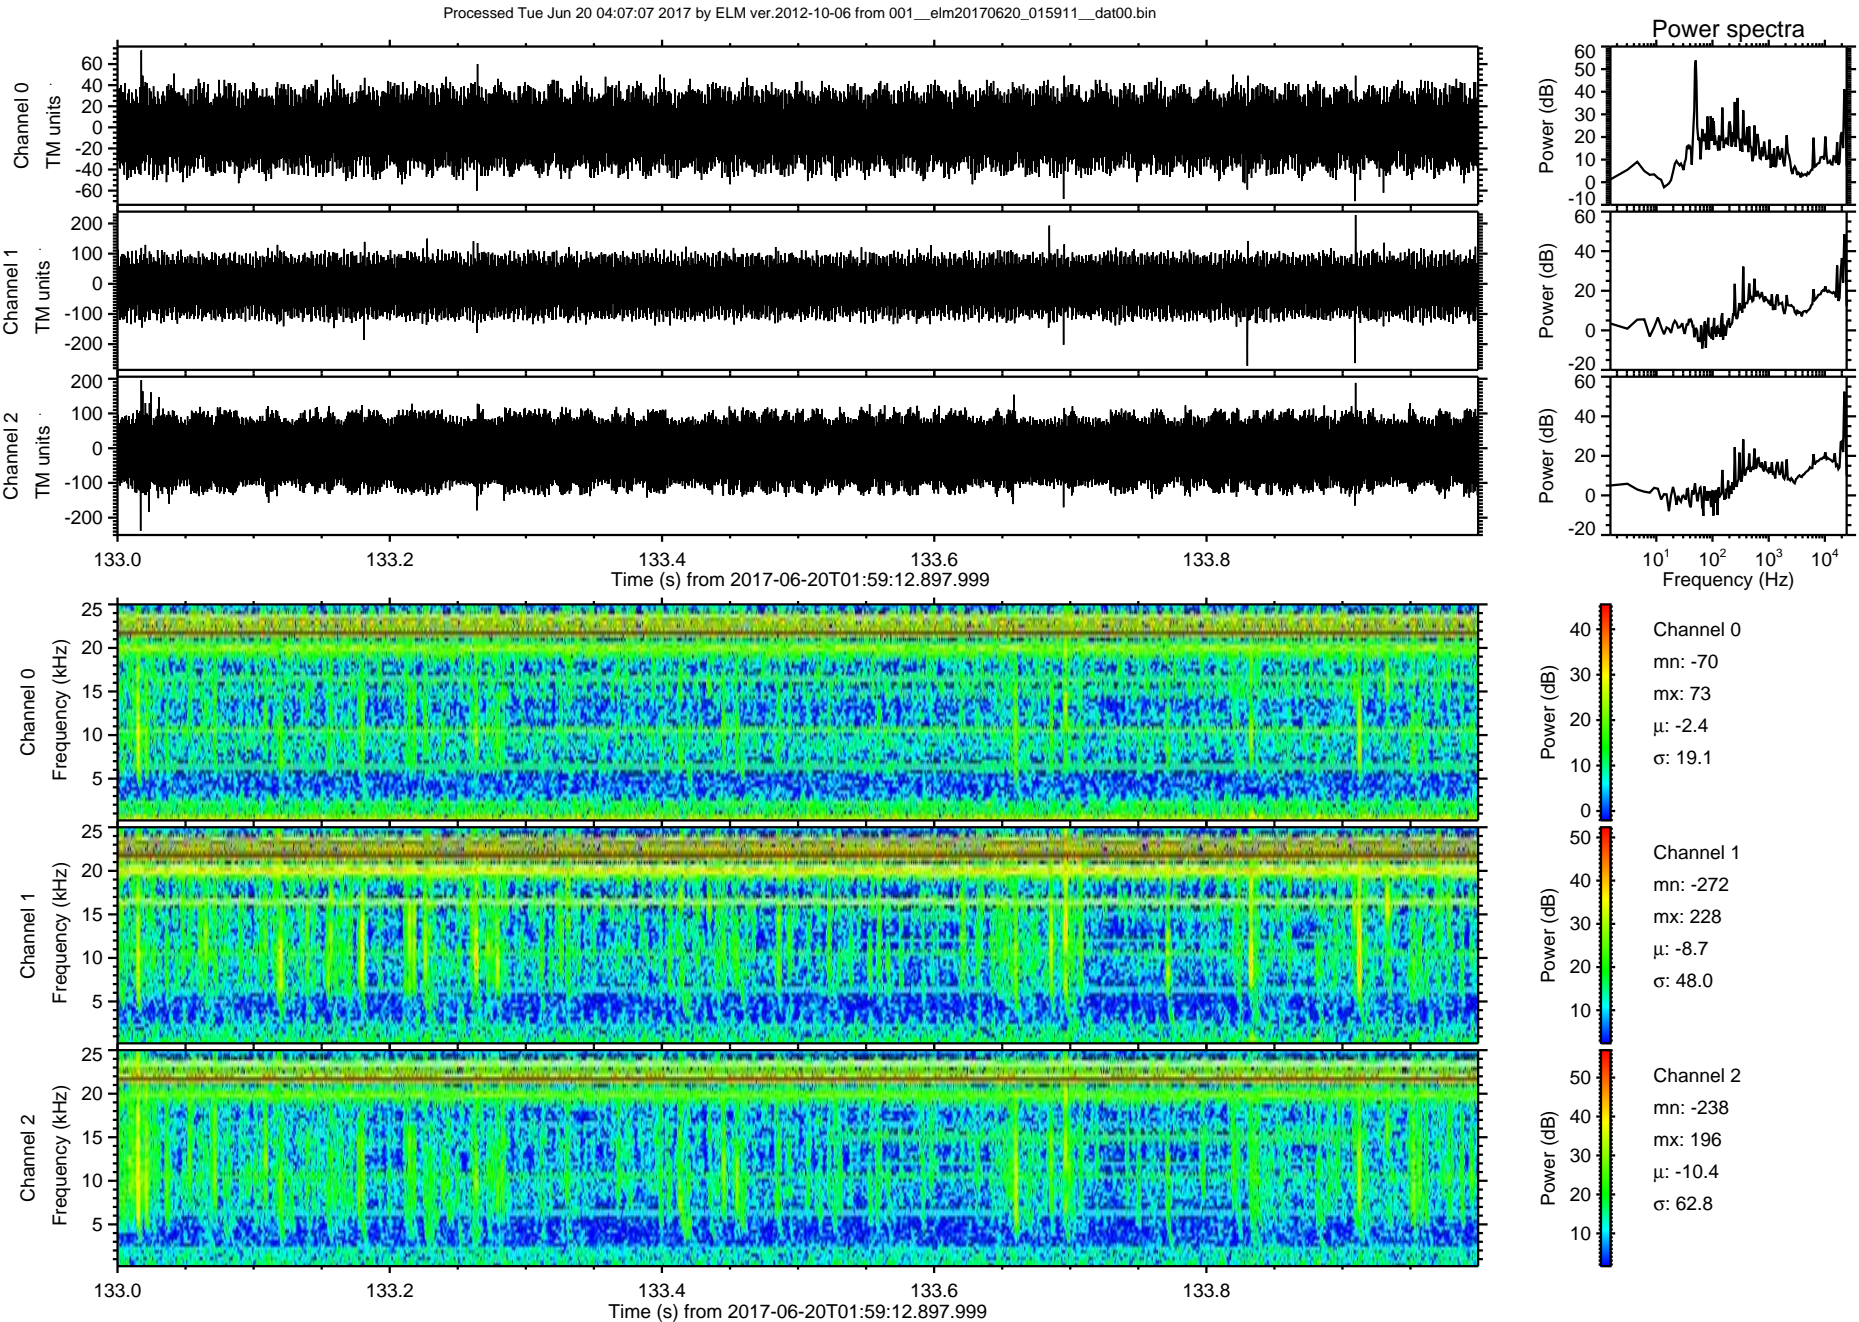 Processed Tue Jun 20 04:07:07 2017 by ELM ver.2012-10-06 from 001__elm20170620_015911__dat00.bin
Power spectra
Channel 0
TM units
60
40
20
0
-20
-40
-60
Power (dB)
60
50
40
30
20
10
0
-10
Channel 1
TM units
200
100
0
-100
-200
Power (dB)
60
40
20
0
-20
Channel 2
TM units
200
100
0
-100
-200
Power (dB)
60
40
20
0
-20
133.0 133.2 133.4 133.6 133.8
Time (s) from 2017-06-20T01:59:12.897.999
10^1 10^2 10^3 10^4
Frequency (Hz)
Channel 0
Frequency (kHz)
25
20
15
10
5
Power (dB)
40
30
20
10
0
Channel 0
mn: -70
mx: 73
μ: -2.4
σ: 19.1
Channel 1
Frequency (kHz)
25
20
15
10
5
Power (dB)
50
40
30
20
10
Channel 1
mn: -272
mx: 228
μ: -8.7
σ: 48.0
Channel 2
Frequency (kHz)
25
20
15
10
5
Power (dB)
50
40
30
20
10
Channel 2
mn: -238
mx: 196
μ: -10.4
σ: 62.8
133.0 133.2 133.4 133.6 133.8
Time (s) from 2017-06-20T01:59:12.897.999